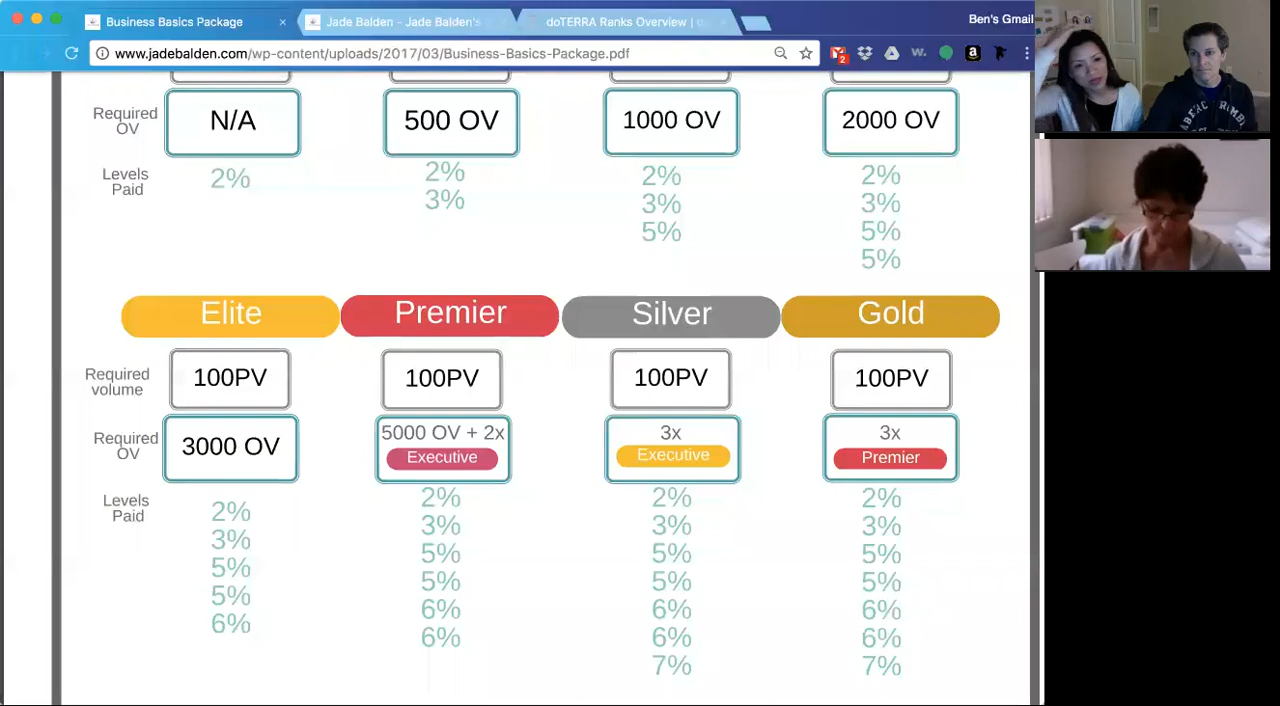 Business Basics Package
Jade Balden – Jade Balden's
doTERRA Ranks Overview | d
Ben's Gmail
www.jadebalden.com/wp-content/uploads/2017/03/Business-Basics-Package.pdf
2
Required OV
N/A
500 OV
1000 OV
2000 OV
Levels Paid
2%
2%
3%
2%
3%
5%
2%
3%
5%
5%
Elite
Premier
Silver
Gold
Required volume
100PV
100PV
100PV
100PV
Required OV
3000 OV
5000 OV + 2x
Executive
3x
Executive
3x
Premier
Levels Paid
2%
3%
5%
5%
6%
2%
3%
5%
5%
6%
6%
2%
3%
5%
5%
6%
6%
7%
2%
3%
5%
5%
6%
6%
7%